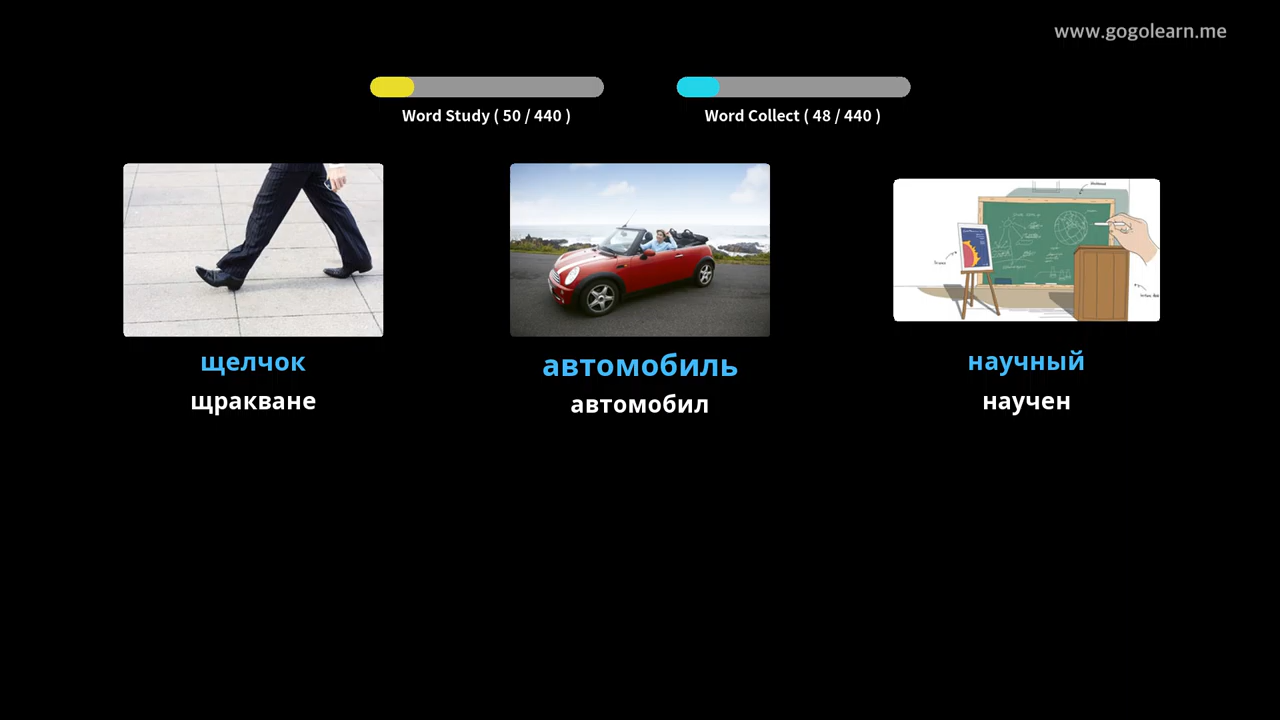 www.gogolearn.me
Word Study ( 50 / 440 )
Word Collect ( 48 / 440 )
щелчок
автомобиль
научный
щракване
автомобил
научен